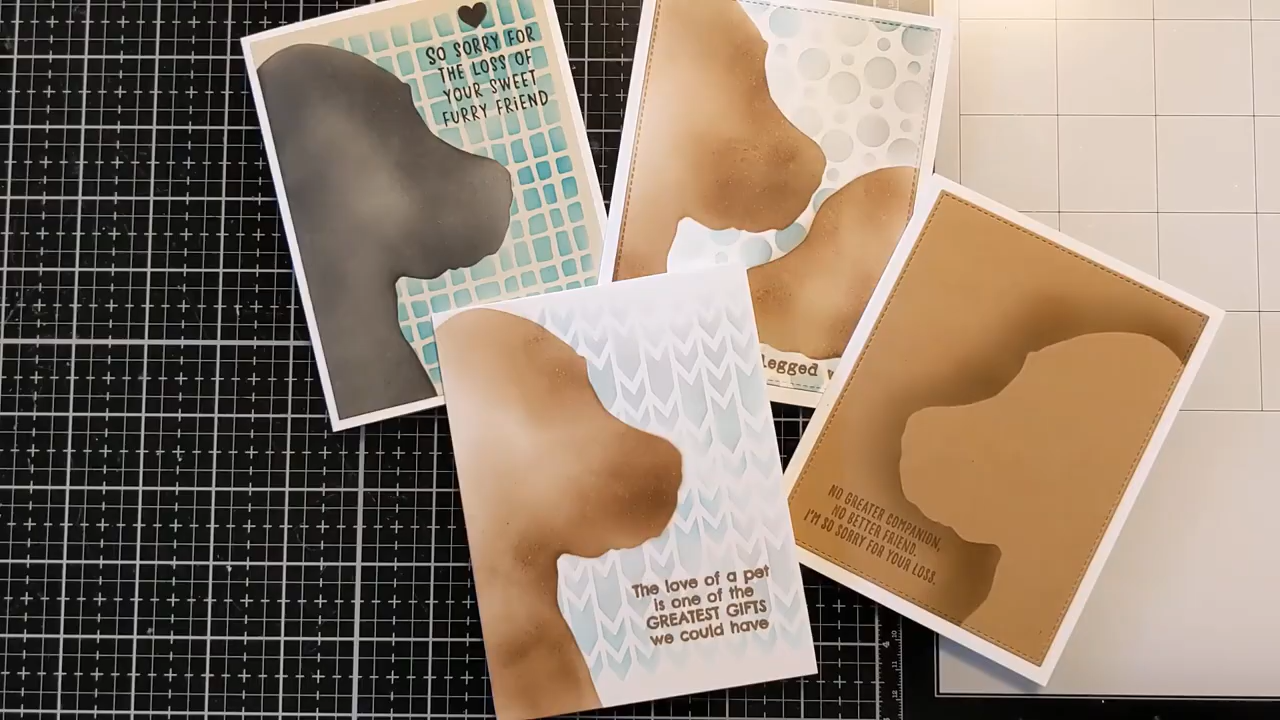 SO SORRY FOR
THE LOSS OF
YOUR SWEET
FURRY FRIEND
legged
NO GREATER COMPANION,
NO BETTER FRIEND.
I'M SO SORRY FOR YOUR LOSS.
The love of a pet
is one of the
GREATEST GIFTS
we could have